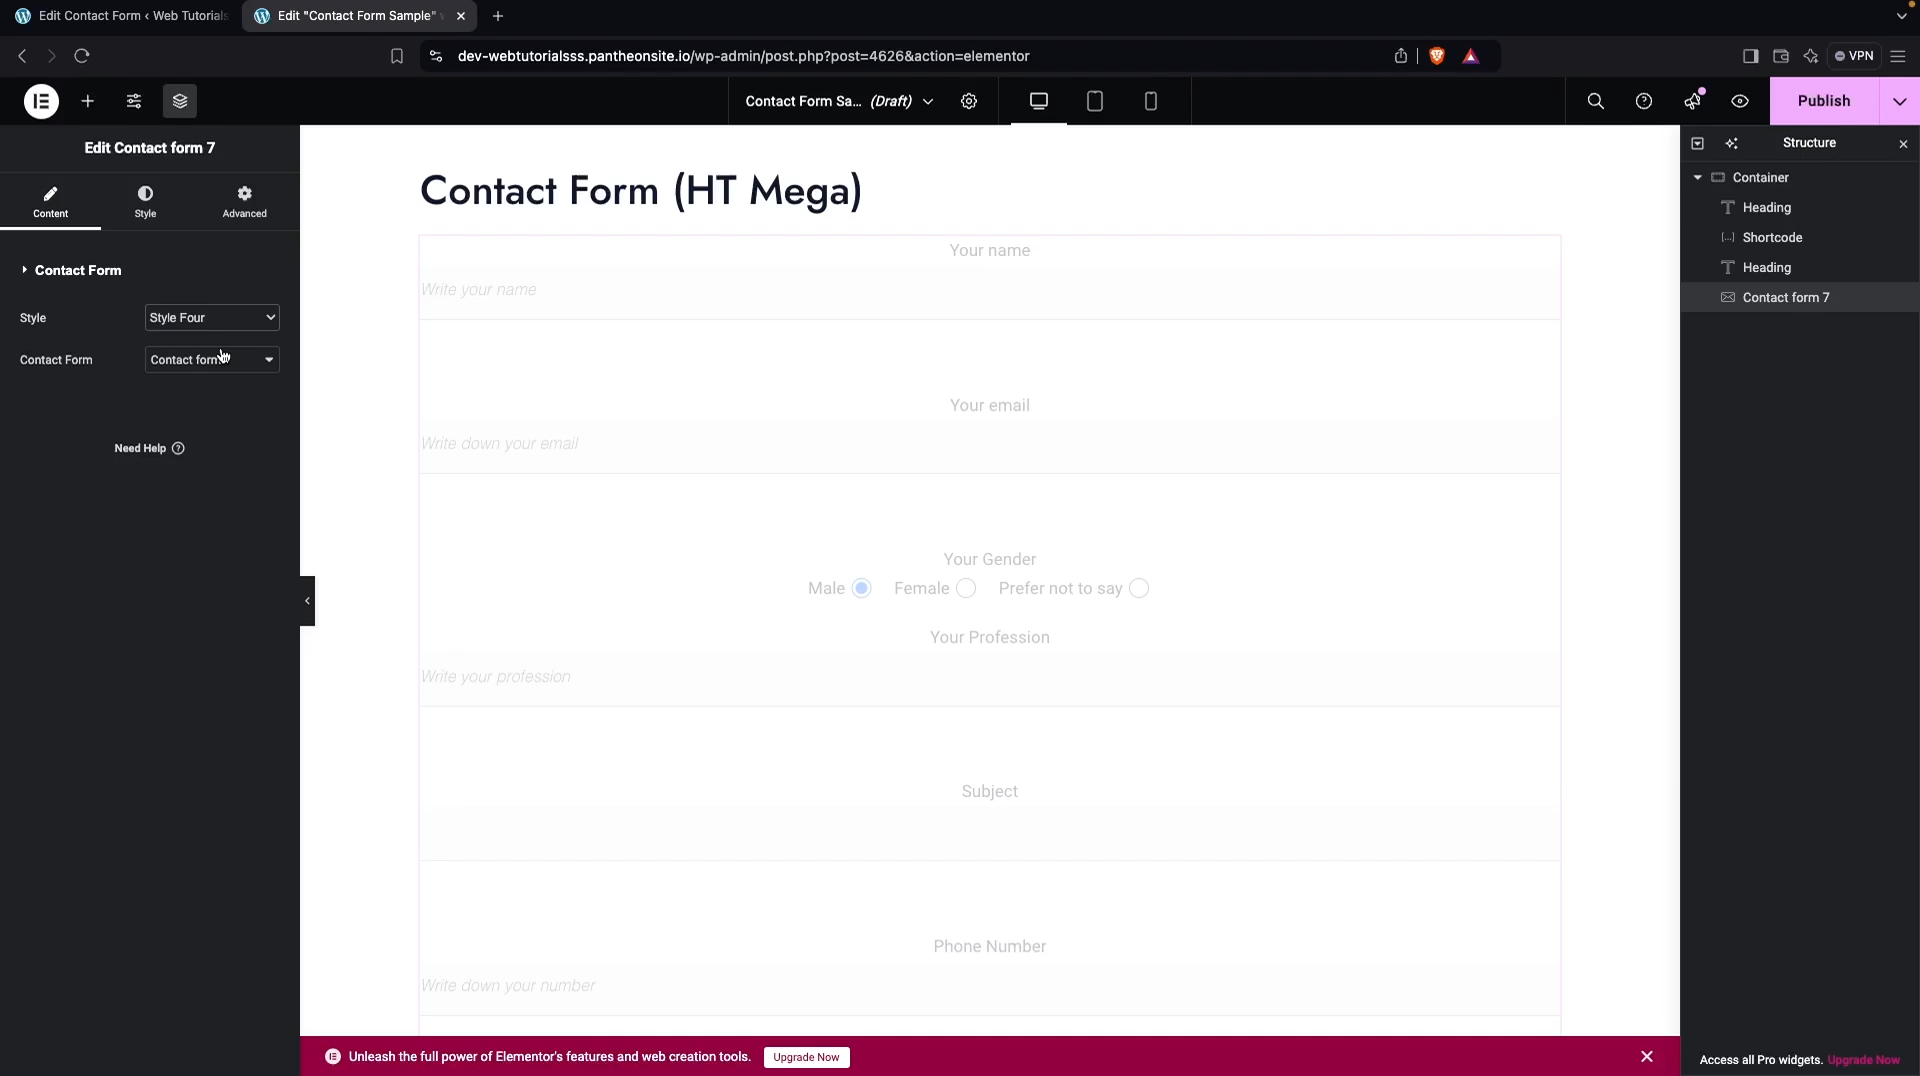 Edit Contact Form ‹ Web Tutorials
Edit "Contact Form Sample"
dev-webtutorialsss.pantheonsite.io/wp-admin/post.php?post=4626&action=elementor
VPN
Contact Form Sa... (Draft)
Publish
Edit Contact form 7
Content
Style
Advanced
Contact Form
Style
Style Four
Contact Form
Contact form
Need Help
Contact Form (HT Mega)
Your name
Write your name
Your email
Write down your email
Your Gender
Male
Female
Prefer not to say
Your Profession
Write your profession
Subject
Phone Number
Write down your number
Unleash the full power of Elementor's features and web creation tools.
Upgrade Now
Structure
Container
Heading
Shortcode
Heading
Contact form 7
Access all Pro widgets. Upgrade Now